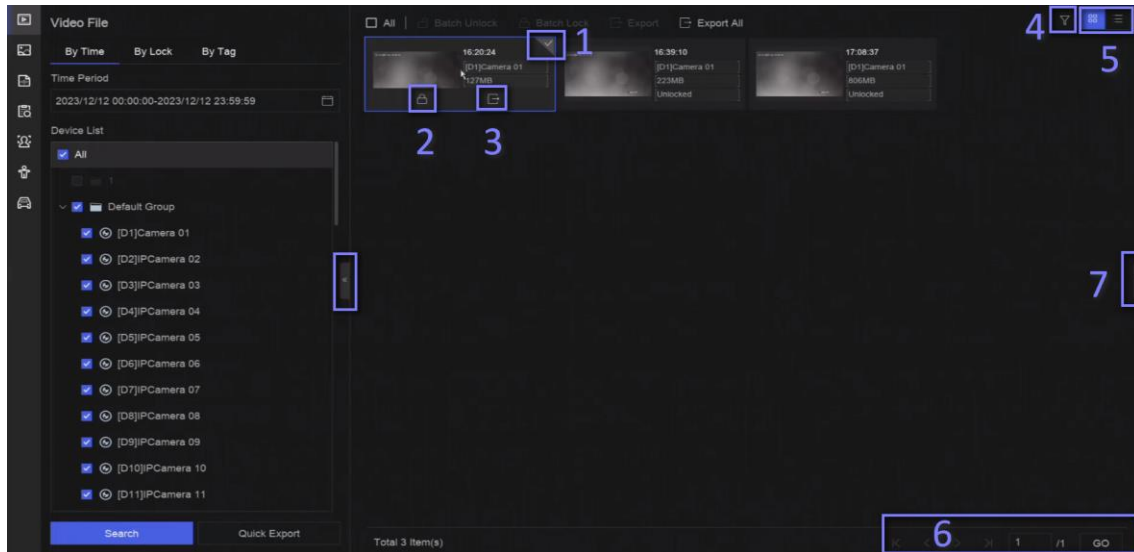 Video File
By Time By Lock By Tag
Time Period
2023/12/12 00:00:00-2023/12/12 23:59:59
Device List
All
1
Default Group
[D1]Camera 01
[D2]IPCamera 02
[D3]IPCamera 03
[D4]IPCamera 04
[D5]IPCamera 05
[D6]IPCamera 06
[D7]IPCamera 07
[D8]IPCamera 08
[D9]IPCamera 09
[D10]IPCamera 10
[D11]IPCamera 11
Search Quick Export
All Batch Unlock Batch Lock Export Export All
1
4
5
16:20:24
[D1]Camera 01
127MB
2
3
16:39:10
[D1]Camera 01
223MB
Unlocked
17:08:37
[D1]Camera 01
806MB
Unlocked
7
6
Total 3 Item(s)
1 /1 GO